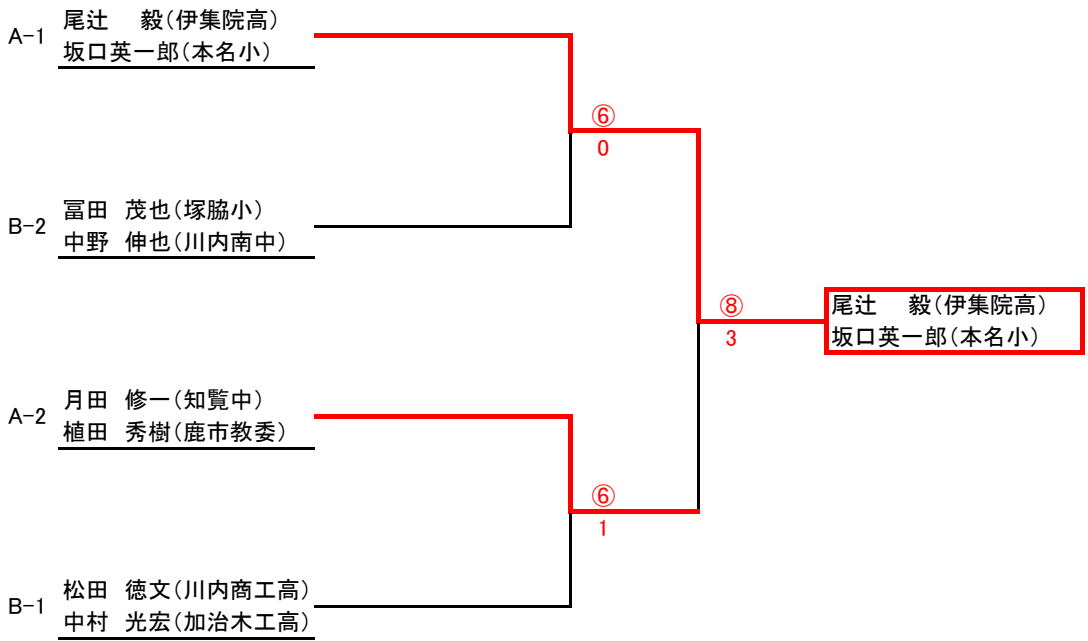 A-1
尾辻　毅(伊集院高)
坂口英一郎(本名小)
⑥
0
B-2
冨田　茂也(塚脇小)
中野　伸也(川内南中)
⑧
3
尾辻　毅(伊集院高)
坂口英一郎(本名小)
A-2
月田　修一(知覧中)
植田　秀樹(鹿市教委)
⑥
1
B-1
松田　徳文(川内商工高)
中村　光宏(加治木工高)